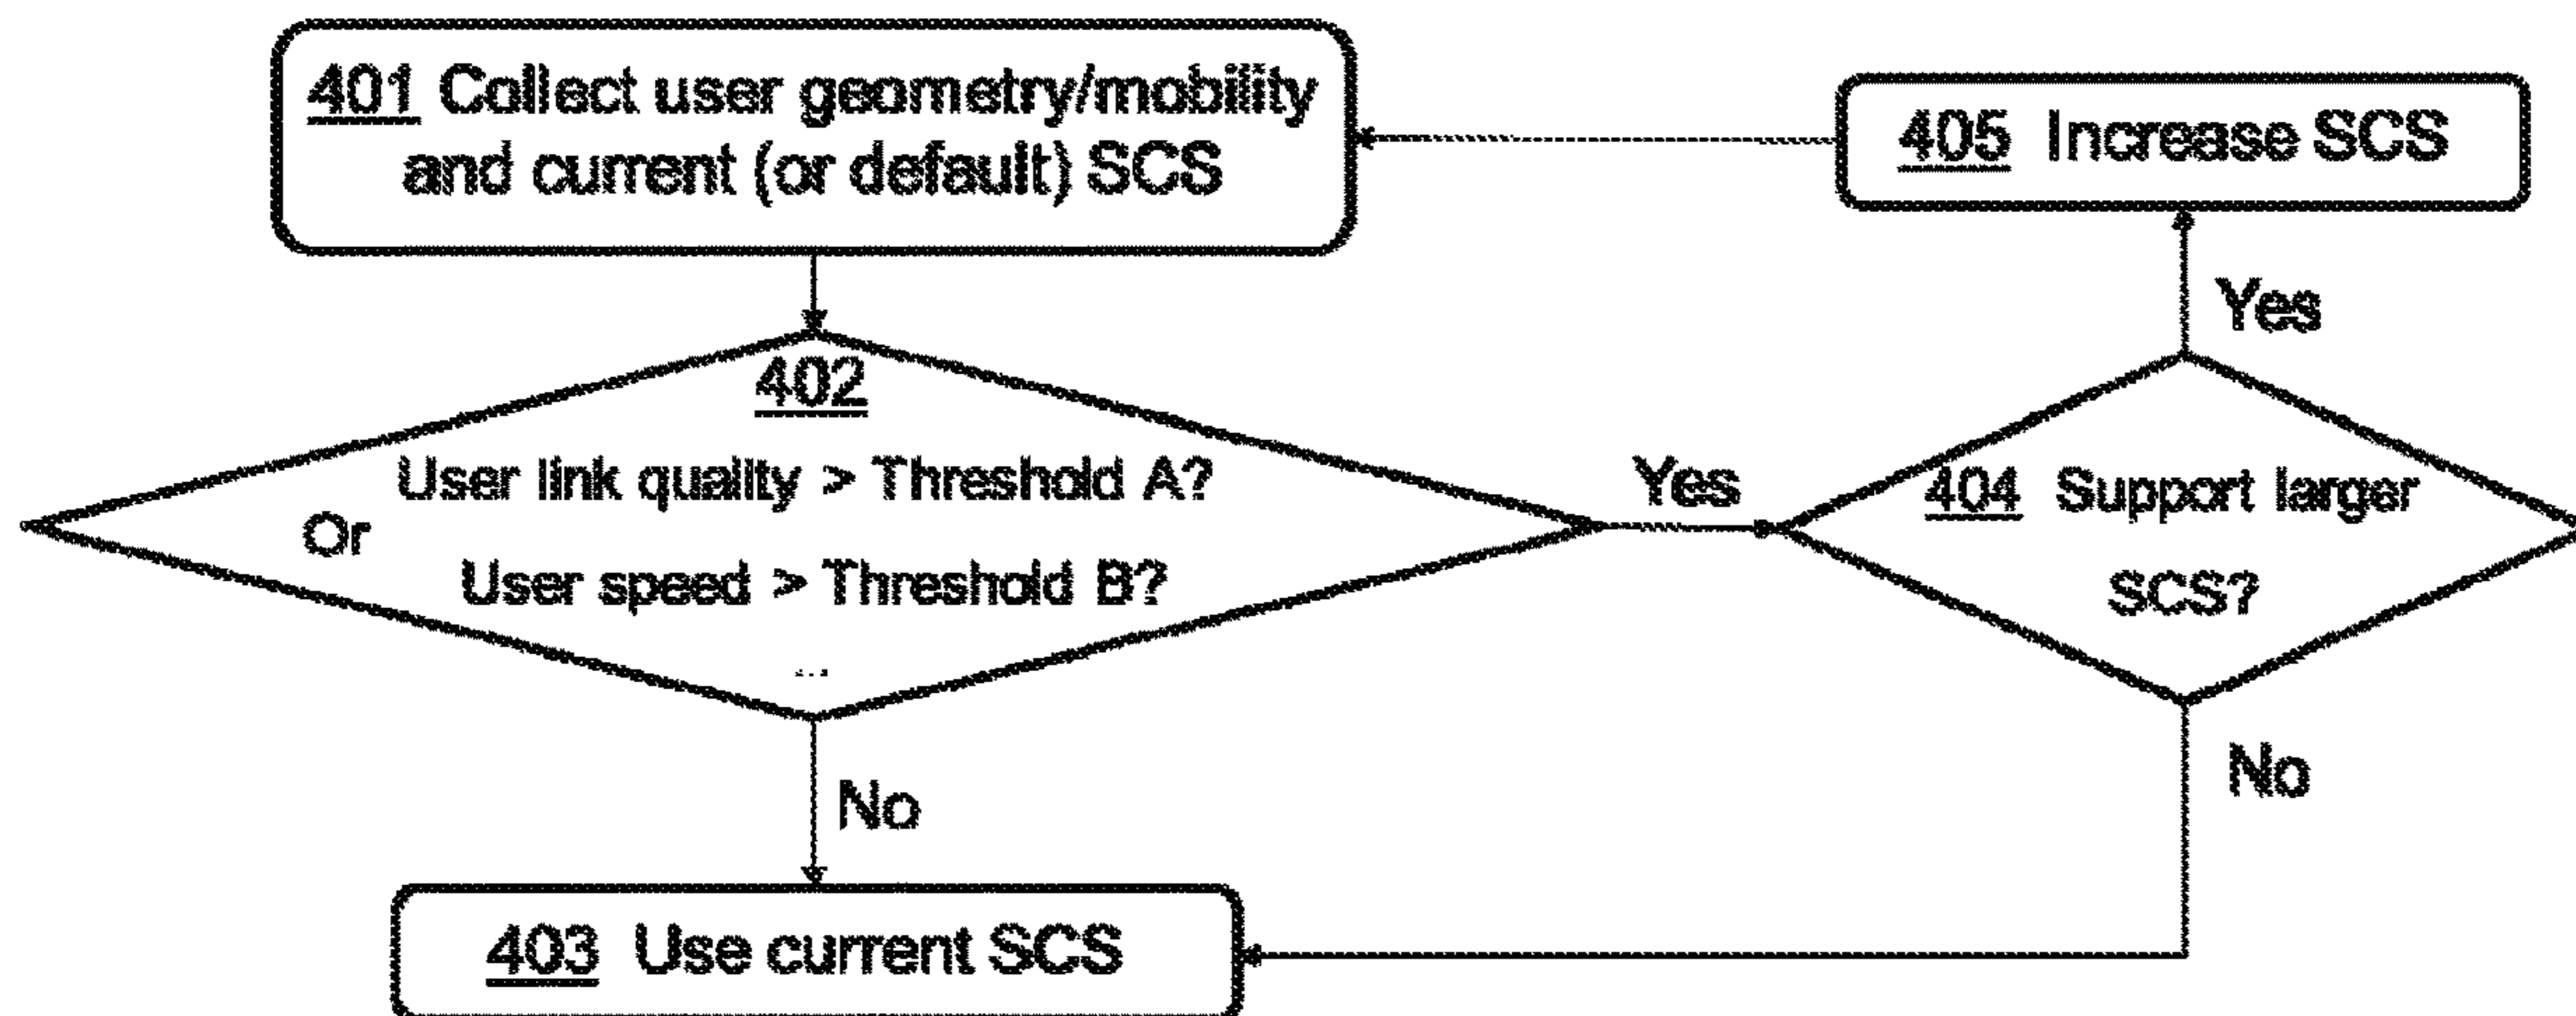 401 Collect user geometry/mobility
and current (or default) SCS
405 Increase SCS
Yes
402
User link quality > Threshold A?
Or
User speed > Threshold B?
...
Yes
404 Support larger
SCS?
No
No
403 Use current SCS